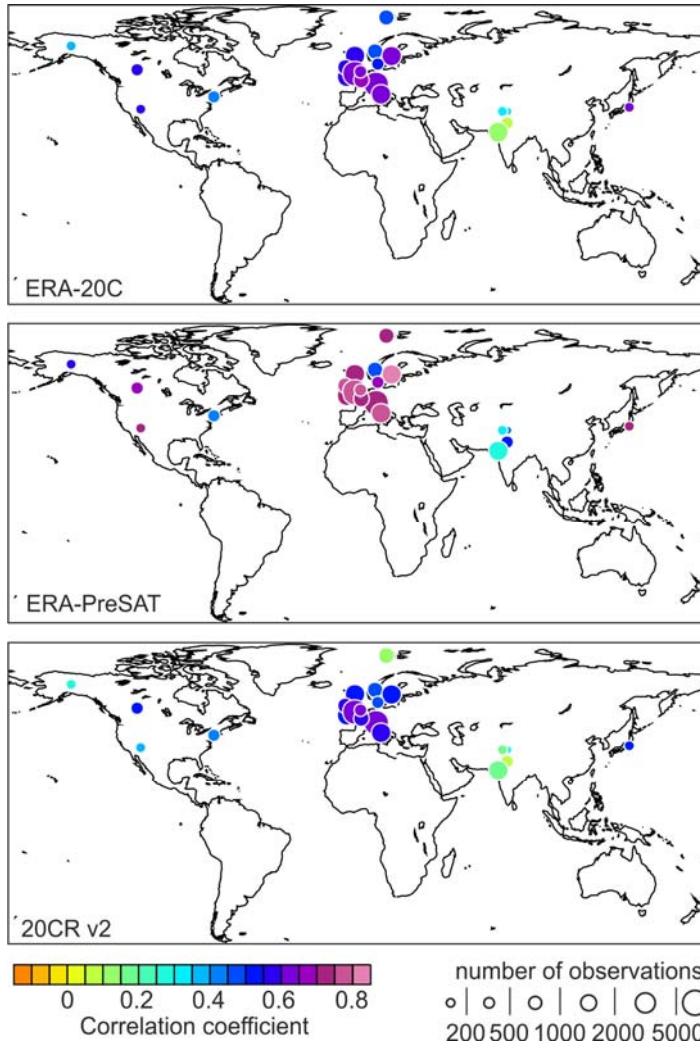 ERA-20C
ERA-PreSAT
20CR v2
0 0.2 0.4 0.6 0.8
Correlation coefficient
number of observations
200 500 1000 2000 5000